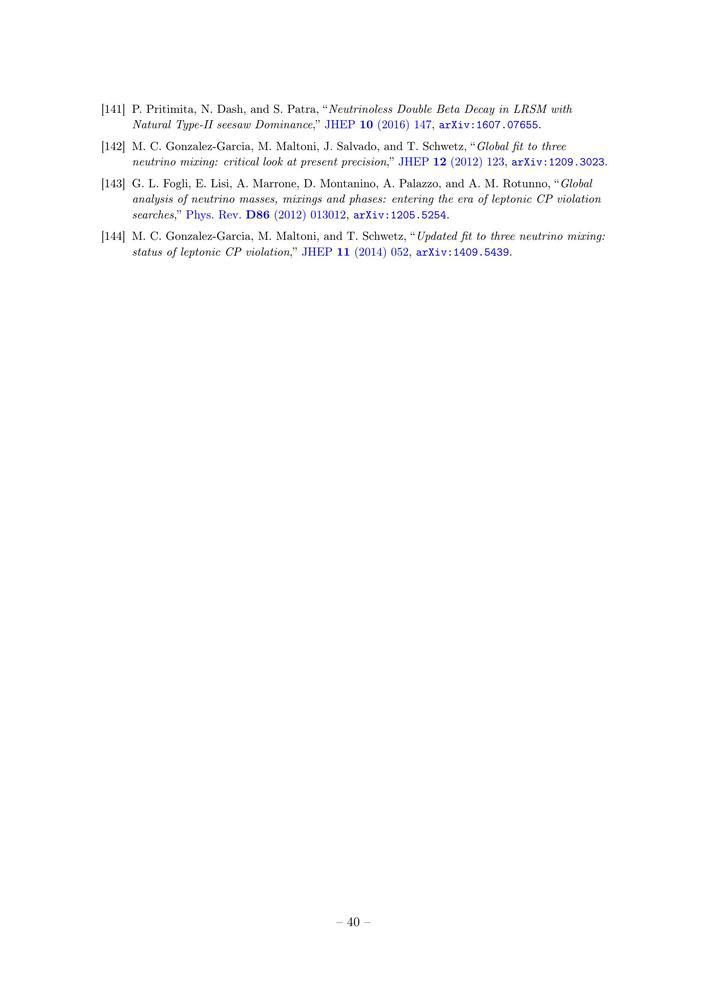 [141] P. Pritimita, N. Dash, and S. Patra, “Neutrinoless Double Beta Decay in LRSM with
Natural Type-II seesaw Dominance,” JHEP 10 (2016) 147, arXiv:1607.07655.
[142] M. C. Gonzalez-Garcia, M. Maltoni, J. Salvado, and T. Schwetz, “Global fit to three
neutrino mixing: critical look at present precision,” JHEP 12 (2012) 123, arXiv:1209.3023.
[143] G. L. Fogli, E. Lisi, A. Marrone, D. Montanino, A. Palazzo, and A. M. Rotunno, “Global
analysis of neutrino masses, mixings and phases: entering the era of leptonic CP violation
searches,” Phys. Rev. D86 (2012) 013012, arXiv:1205.5254.
[144] M. C. Gonzalez-Garcia, M. Maltoni, and T. Schwetz, “Updated fit to three neutrino mixing:
status of leptonic CP violation,” JHEP 11 (2014) 052, arXiv:1409.5439.
– 40 –